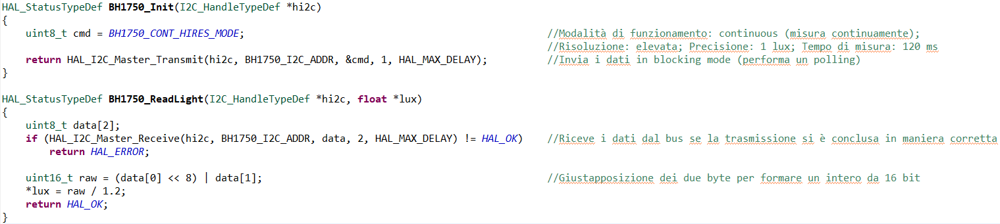 HAL_StatusTypeDef BH1750_Init(I2C_HandleTypeDef *hi2c)
{
    uint8_t cmd = BH1750_CONT_HIRES_MODE; //Modalità di funzionamento: continuous (misura continuamente);
//Risoluzione: elevata; Precisione: 1 lux; Tempo di misura: 120 ms
    return HAL_I2C_Master_Transmit(hi2c, BH1750_I2C_ADDR, &cmd, 1, HAL_MAX_DELAY); //Invia i dati in blocking mode (performa un polling)
}
HAL_StatusTypeDef BH1750_ReadLight(I2C_HandleTypeDef *hi2c, float *lux)
{
    uint8_t data[2];
    if (HAL_I2C_Master_Receive(hi2c, BH1750_I2C_ADDR, data, 2, HAL_MAX_DELAY) != HAL_OK) //Riceve i dati dal bus se la trasmissione si è conclusa in maniera corretta
        return HAL_ERROR;
    uint16_t raw = (data[0] << 8) | data[1]; //Giustapposizione dei due byte per formare un intero da 16 bit
    *lux = raw / 1.2;
    return HAL_OK;
}